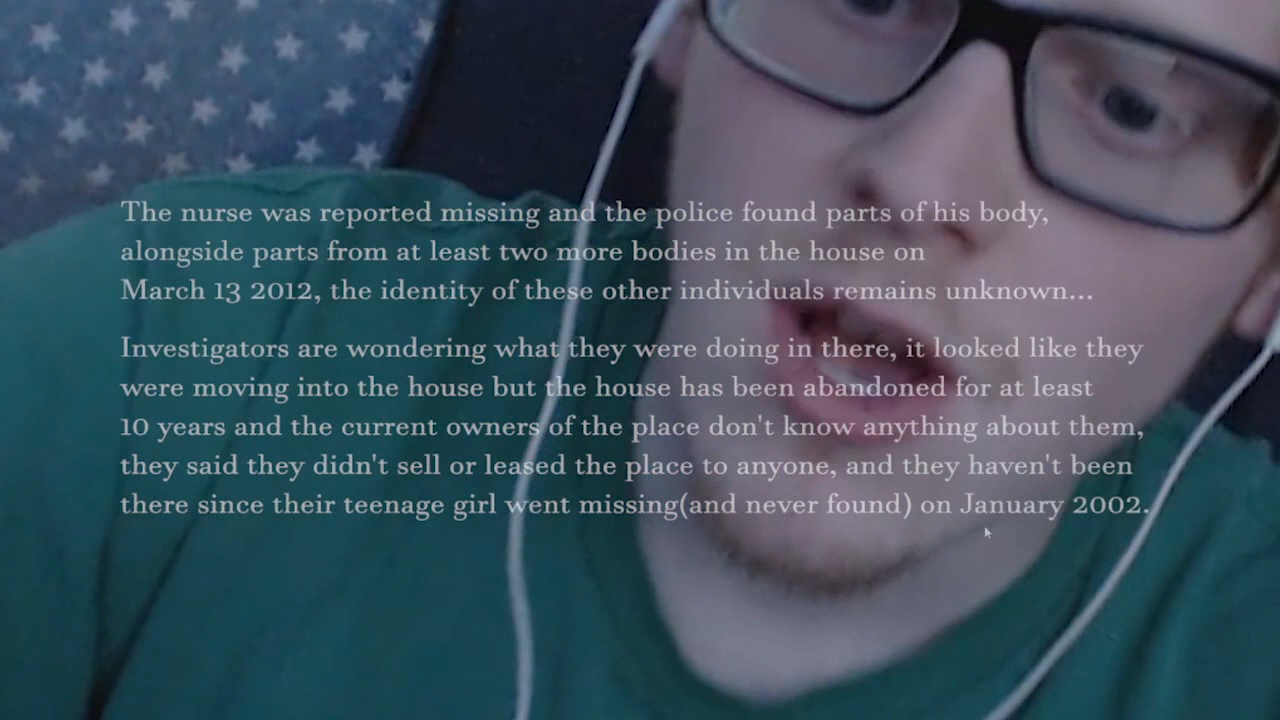 The nurse was reported missing and the police found parts of his body,
alongside parts from at least two more bodies in the house on
March 13 2012, the identity of these other individuals remains unknown...
Investigators are wondering what they were doing in there, it looked like they
were moving into the house but the house has been abandoned for at least
10 years and the current owners of the place don't know anything about them,
they said they didn't sell or leased the place to anyone, and they haven't been
there since their teenage girl went missing(and never found) on January 2002.